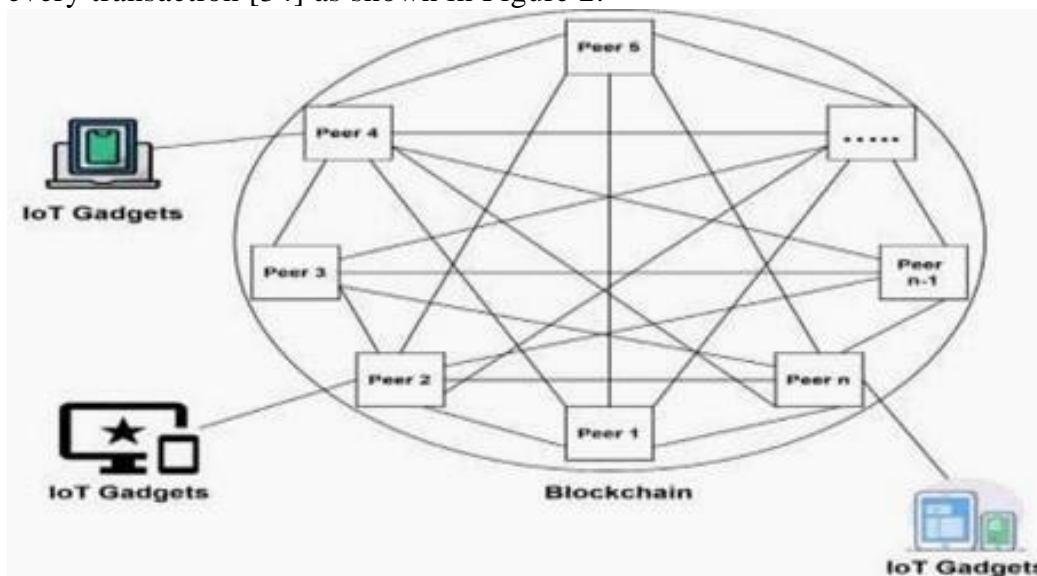 every transaction [34] as shown in Figure 2.
Peer 5
Peer 4
.....
IoT Gadgets
Peer 3
Peer
n-1
Peer 2
Peer n
Peer 1
IoT Gadgets
Blockchain
IoT Gadgets